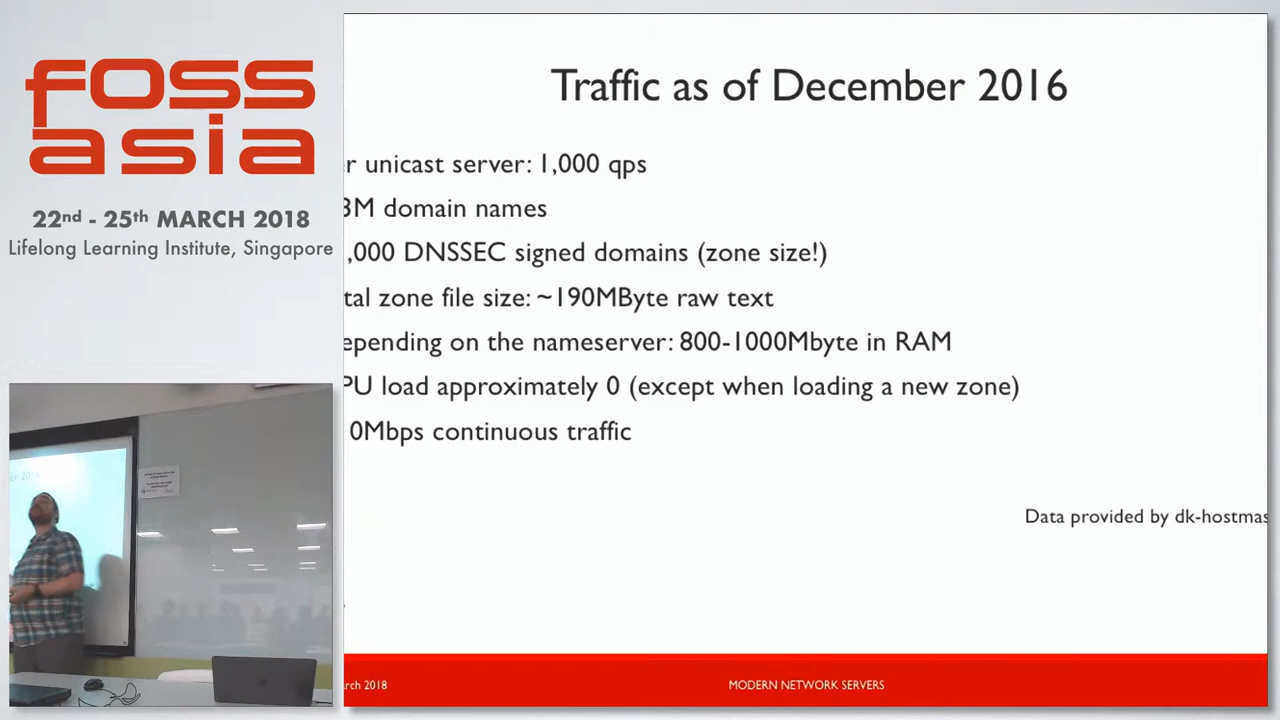 foss
asia
22nd - 25th MARCH 2018
Lifelong Learning Institute, Singapore
Traffic as of December 2016
er unicast server: 1,000 qps
3M domain names
,000 DNSSEC signed domains (zone size!)
tal zone file size: ~190MByte raw text
epending on the nameserver: 800-1000Mbyte in RAM
PU load approximately 0 (except when loading a new zone)
0Mbps continuous traffic
Data provided by dk-hostmas
rch 2018
MODERN NETWORK SERVERS